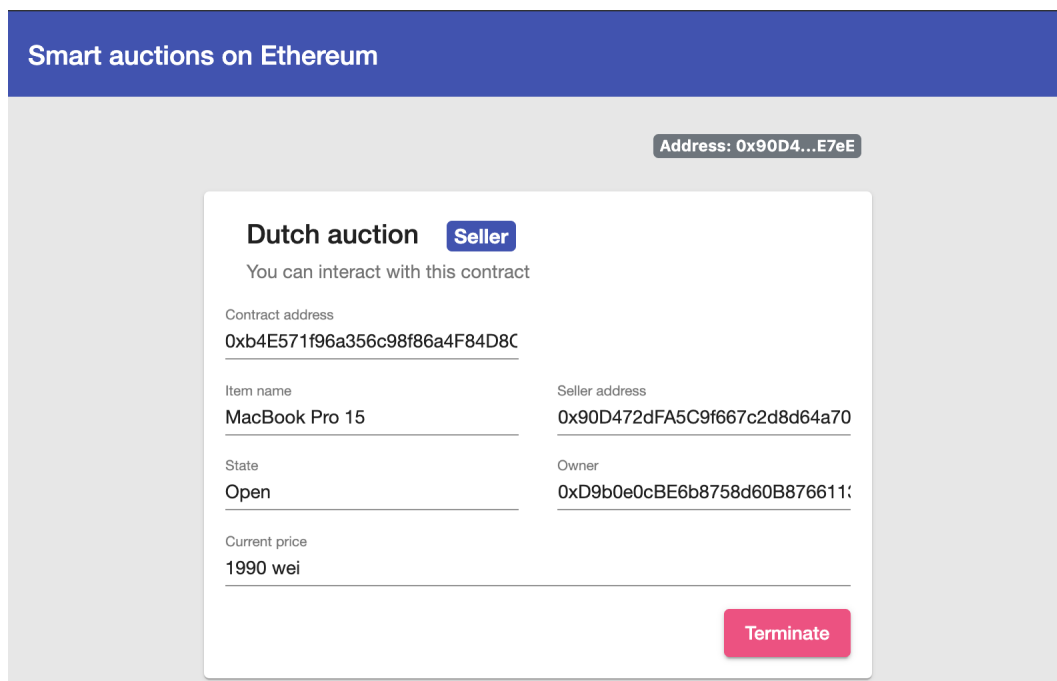 Smart auctions on Ethereum
Address: 0x90D4...E7eE
Dutch auction Seller
You can interact with this contract
Contract address
0xb4E571f96a356c98f86a4F84D8C
Item name
MacBook Pro 15
Seller address
0x90D472dFA5C9f667c2d8d64a70
State
Open
Owner
0xD9b0e0cBE6b8758d60B8766113
Current price
1990 wei
Terminate